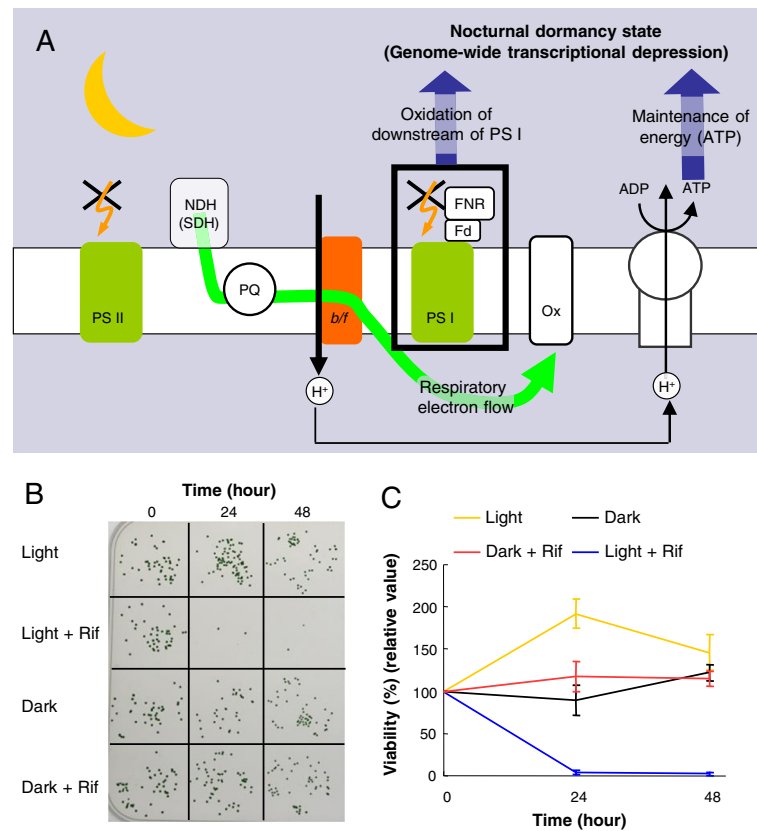 A
Nocturnal dormancy state
(Genome-wide transcriptional depression)
Oxidation of
downstream of PS I
Maintenance of
energy (ATP)
NDH
(SDH)
FNR
Fd
ADP
ATP
PS II
PQ
b/f
PS I
Ox
H+
Respiratory
electron flow
H+
B
Time (hour)
0
24
48
Light
Light + Rif
Dark
Dark + Rif
C
Light
Dark
Dark + Rif
Light + Rif
Viability (%) (relative value)
250
200
150
100
50
0
0
24
48
Time (hour)